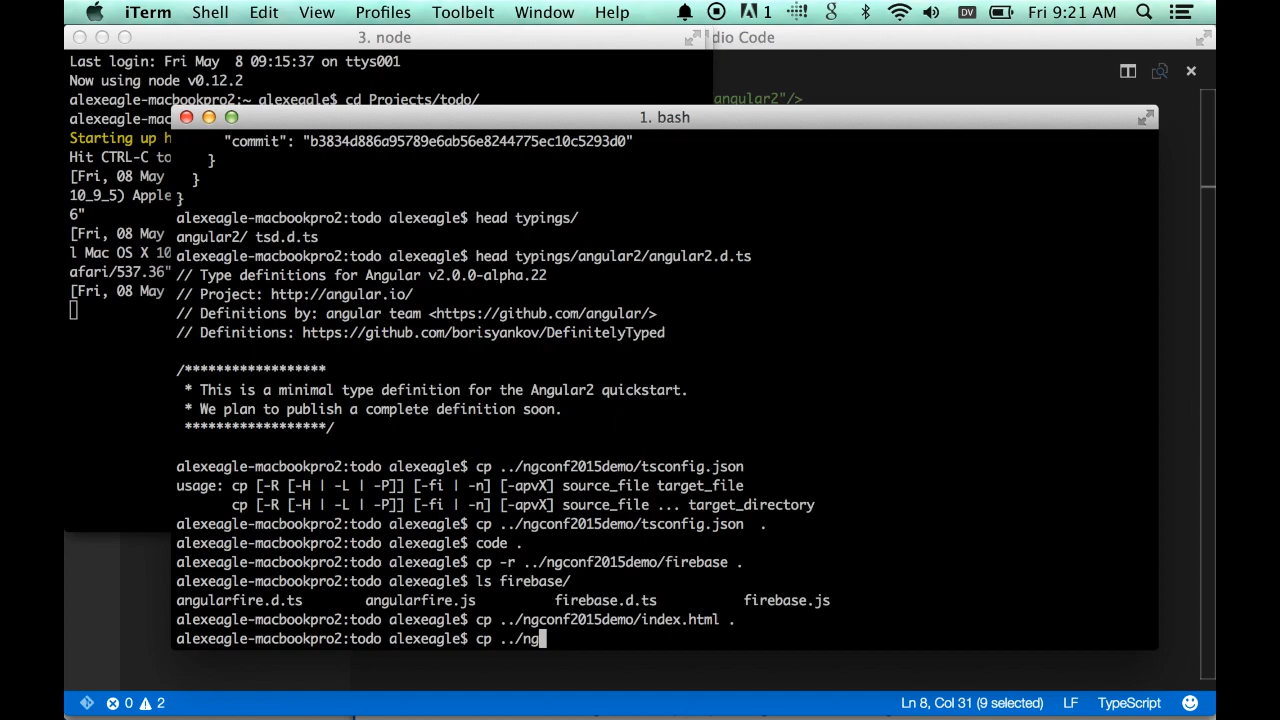 iTerm Shell Edit View Profiles Toolbelt Window Help 1 DV Fri 9:21 AM
3. node
dio Code
Last login: Fri May  8 09:15:37 on ttys001
Now using node v0.12.2
alexeagle-macbookpro2:~ alexeagle$ cd Projects/todo/
angular2"/>
alexeagle-macbook
1. bash
Starting up h
Hit CTRL-C to
[Fri, 08 May
10_9_5) Apple
6"
[Fri, 08 May
l Mac OS X 10
afari/537.36"
[Fri, 08 May
"commit": "b3834d886a95789e6ab56e8244775ec10c5293d0"
}
}
}
alexeagle-macbookpro2:todo alexeagle$ head typings/
angular2/ tsd.d.ts
alexeagle-macbookpro2:todo alexeagle$ head typings/angular2/angular2.d.ts
// Type definitions for Angular v2.0.0-alpha.22
// Project: http://angular.io/
// Definitions by: angular team <https://github.com/angular/>
// Definitions: https://github.com/borisyankov/DefinitelyTyped
/******************
* This is a minimal type definition for the Angular2 quickstart.
* We plan to publish a complete definition soon.
******************/
alexeagle-macbookpro2:todo alexeagle$ cp ../ngconf2015demo/tsconfig.json
usage: cp [-R [-H | -L | -P]] [-fi | -n] [-apvX] source_file target_file
cp [-R [-H | -L | -P]] [-fi | -n] [-apvX] source_file ... target_directory
alexeagle-macbookpro2:todo alexeagle$ cp ../ngconf2015demo/tsconfig.json  .
alexeagle-macbookpro2:todo alexeagle$ code .
alexeagle-macbookpro2:todo alexeagle$ cp -r ../ngconf2015demo/firebase .
alexeagle-macbookpro2:todo alexeagle$ ls firebase/
angularfire.d.ts angularfire.js firebase.d.ts firebase.js
alexeagle-macbookpro2:todo alexeagle$ cp ../ngconf2015demo/index.html .
alexeagle-macbookpro2:todo alexeagle$ cp ../ng
0 2 Ln 8, Col 31 (9 selected) LF TypeScript